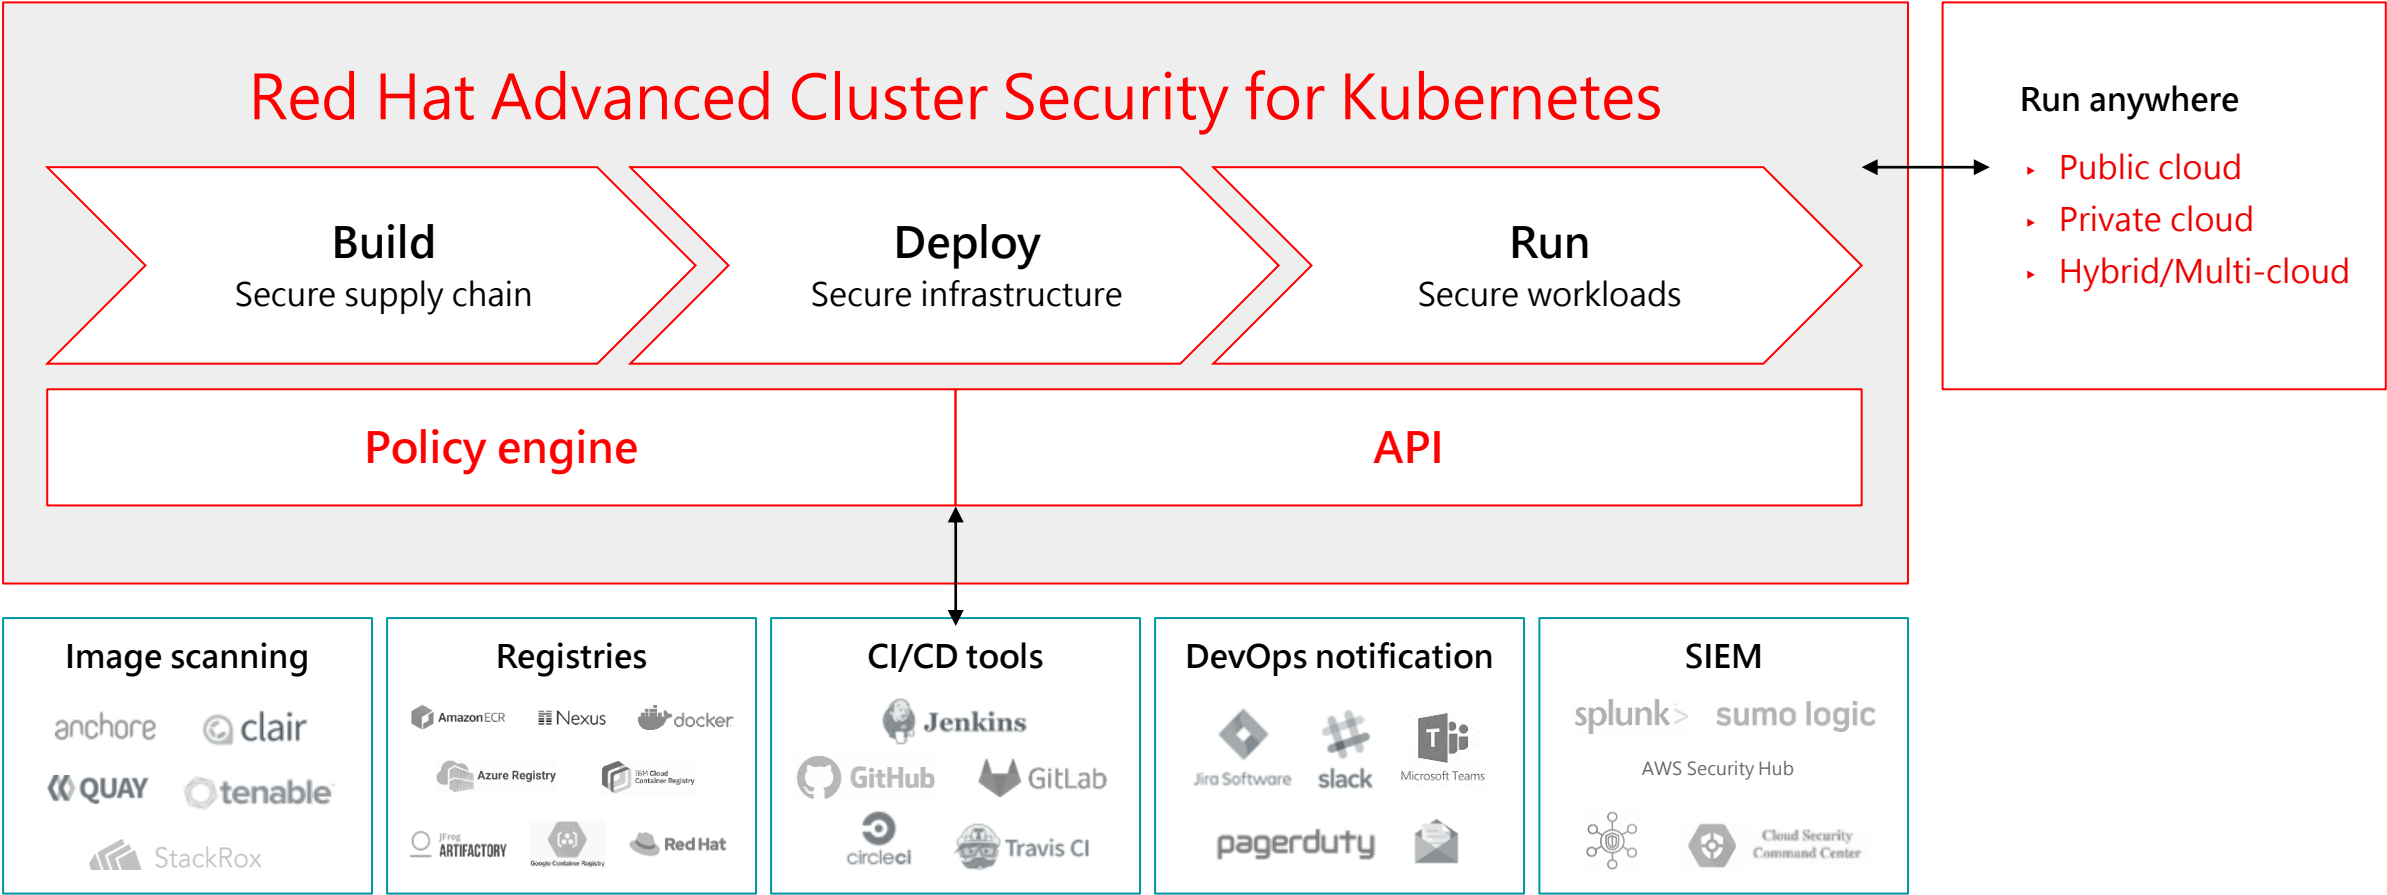 Red Hat Advanced Cluster Security for Kubernetes
Build
Secure supply chain
Deploy
Secure infrastructure
Run
Secure workloads
Policy engine
API
Run anywhere
Public cloud
Private cloud
Hybrid/Multi-cloud
Image scanning
anchore
clair
QUAY
tenable
StackRox
Registries
Amazon ECR
Nexus
docker
Azure Registry
IBM Cloud
Container Registry
JFrog
ARTIFACTORY
Google Container Registry
Red Hat
CI/CD tools
Jenkins
GitHub
GitLab
circleci
Travis CI
DevOps notification
Jira Software
slack
T
Microsoft Teams
pagerduty
SIEM
splunk>
sumo logic
AWS Security Hub
Cloud Security
Command Center